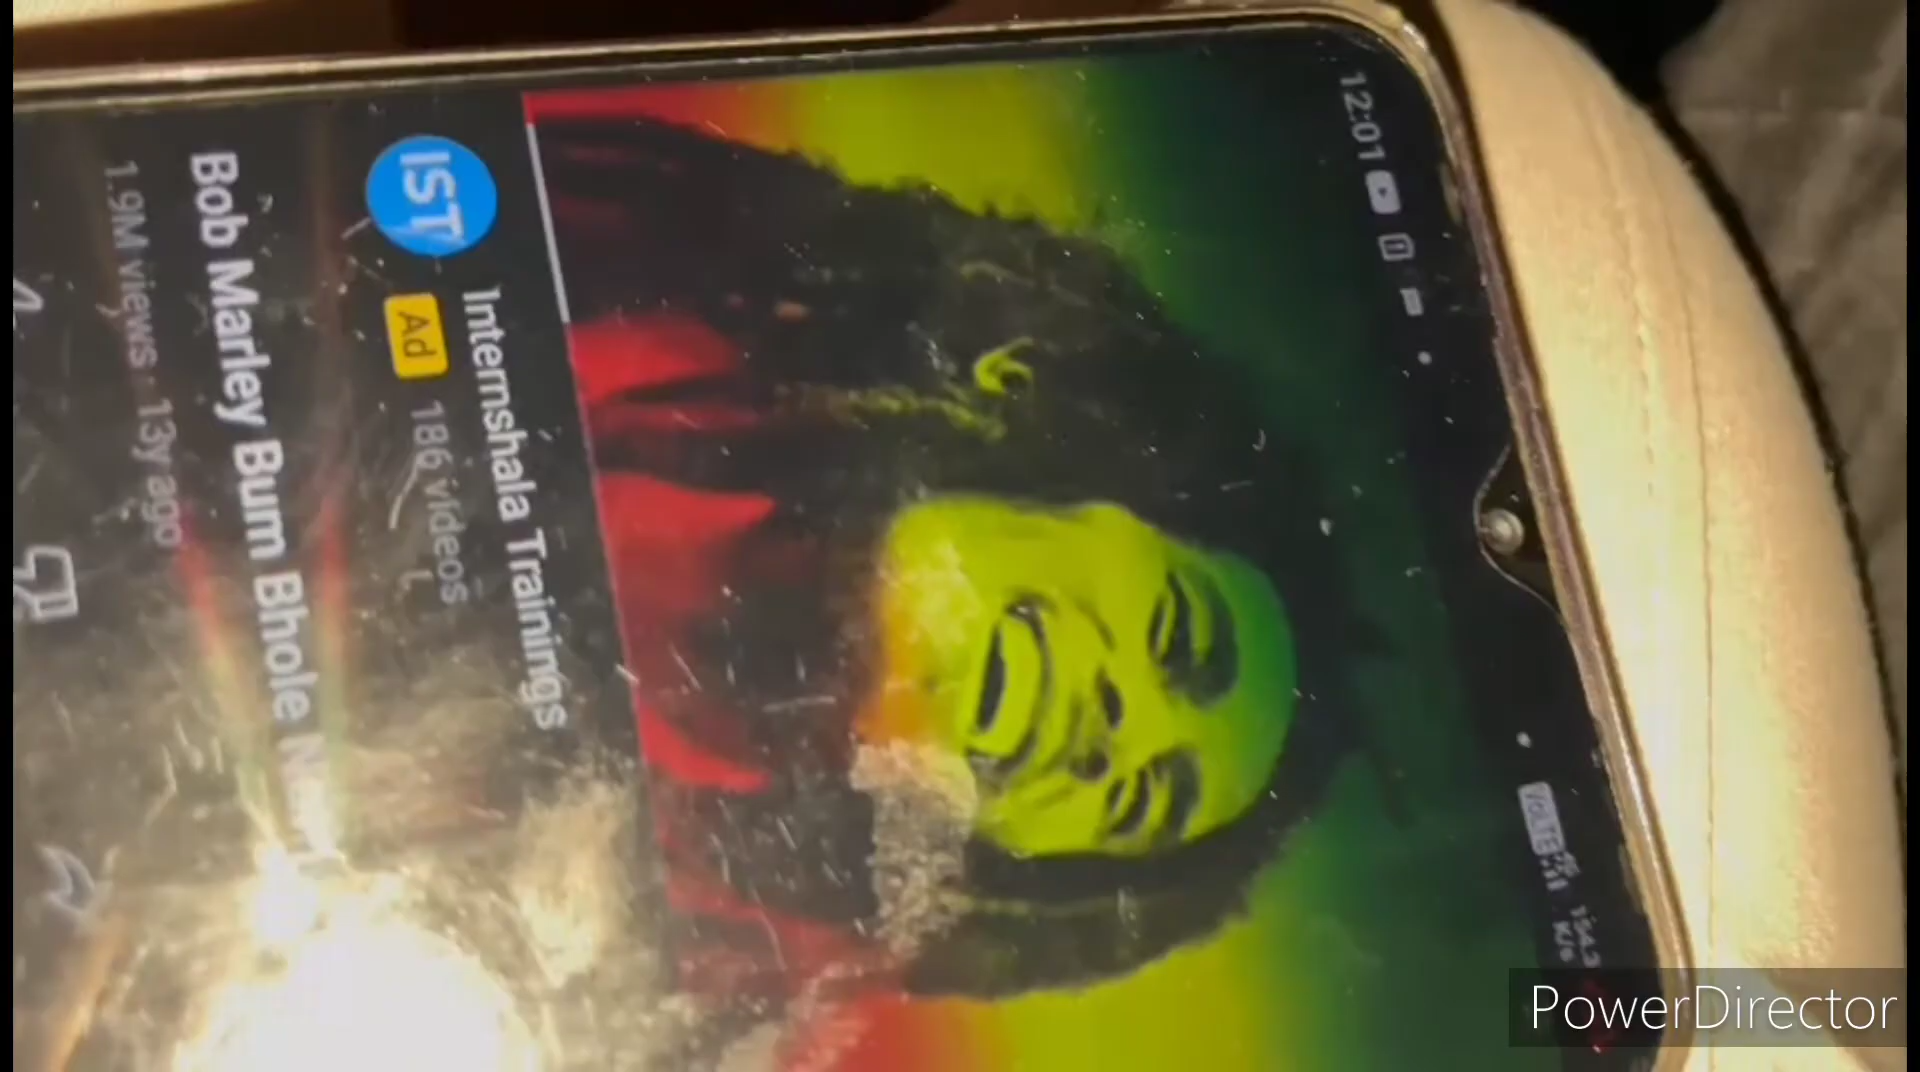 12:01
VoLTE
IST
Internshala Trainings
Ad 186 videos
Bob Marley Bum Bhole
1.9M views · 13y ago
PowerDirector